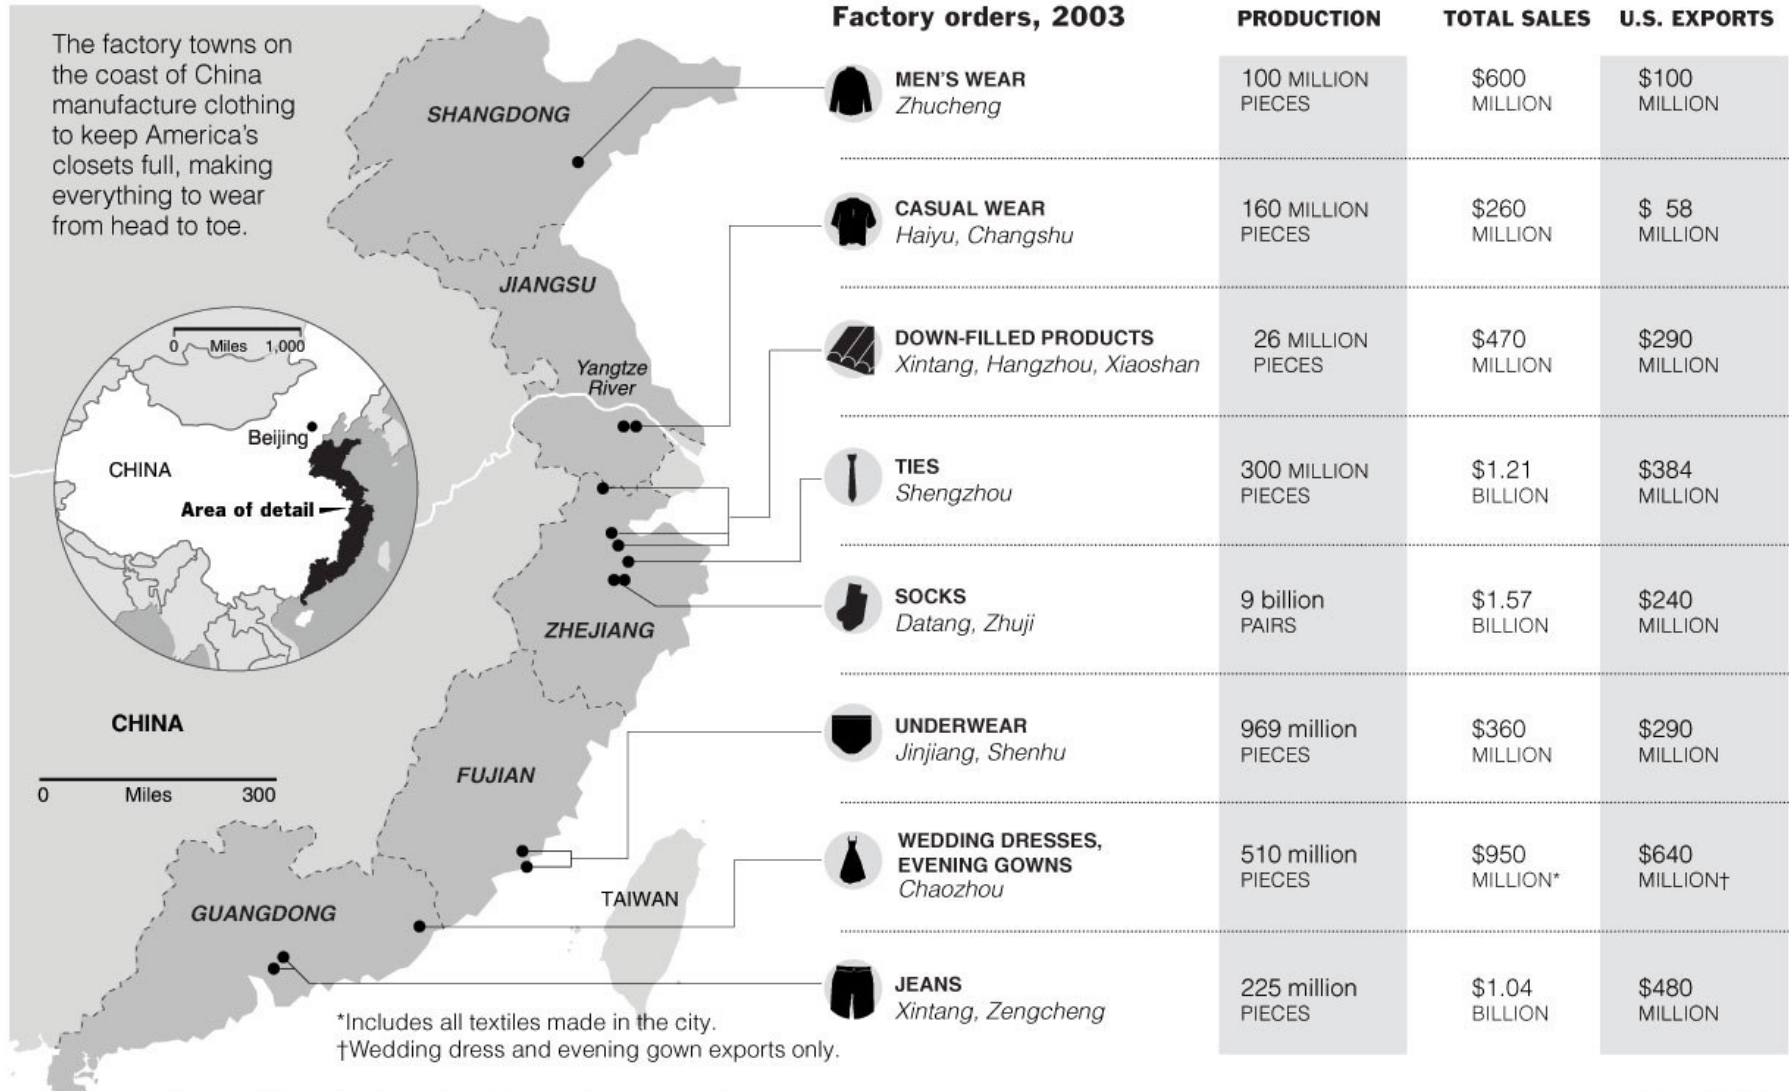 The factory towns on
the coast of China
manufacture clothing
to keep America's
closets full, making
everything to wear
from head to toe.
0 Miles 1,000
Beijing
CHINA
Area of detail
CHINA
0 Miles 300
SHANGDONG
JIANGSU
Yangtze
River
ZHEJIANG
FUJIAN
TAIWAN
GUANGDONG
Factory orders, 2003 PRODUCTION TOTAL SALES U.S. EXPORTS
MEN'S WEAR 100 MILLION $600 $100
Zhucheng PIECES MILLION MILLION
CASUAL WEAR 160 MILLION $260 $ 58
Haiyu, Changshu PIECES MILLION MILLION
DOWN-FILLED PRODUCTS 26 MILLION $470 $290
Xintang, Hangzhou, Xiaoshan PIECES MILLION MILLION
TIES 300 MILLION $1.21 $384
Shengzhou PIECES BILLION MILLION
SOCKS 9 billion $1.57 $240
Datang, Zhuji PAIRS BILLION MILLION
UNDERWEAR 969 million $360 $290
Jinjiang, Shenhu PIECES MILLION MILLION
WEDDING DRESSES,
EVENING GOWNS 510 million $950 $640
Chaozhou PIECES MILLION* MILLION†
JEANS 225 million $1.04 $480
Xintang, Zengcheng PIECES BILLION MILLION
*Includes all textiles made in the city.
†Wedding dress and evening gown exports only.